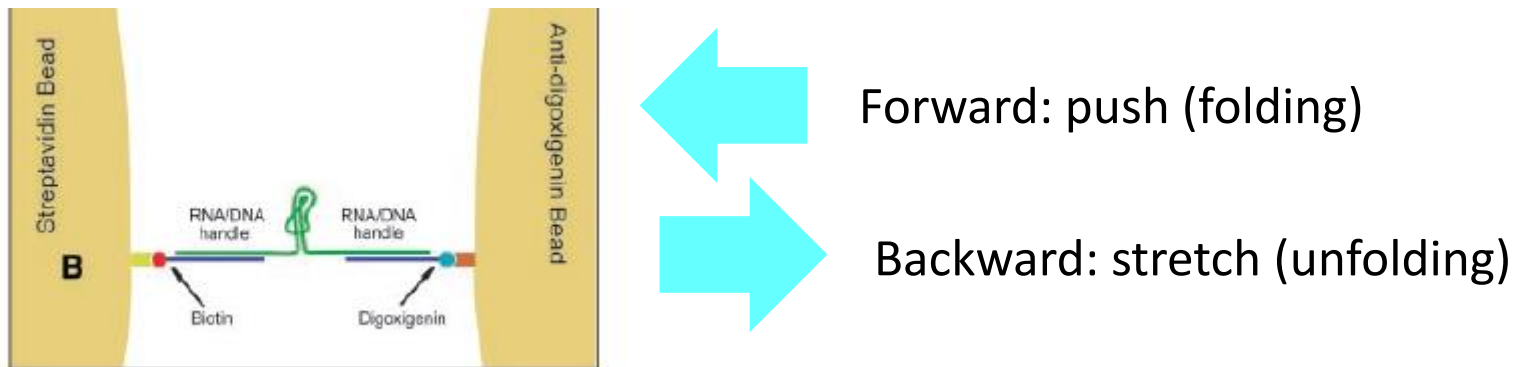 Streptavidin Bead
Anti-digoxigenin Bead
RNA/DNA
handle
RNA/DNA
handle
B
Biotin
Digoxigenin
Forward: push (folding)
Backward: stretch (unfolding)